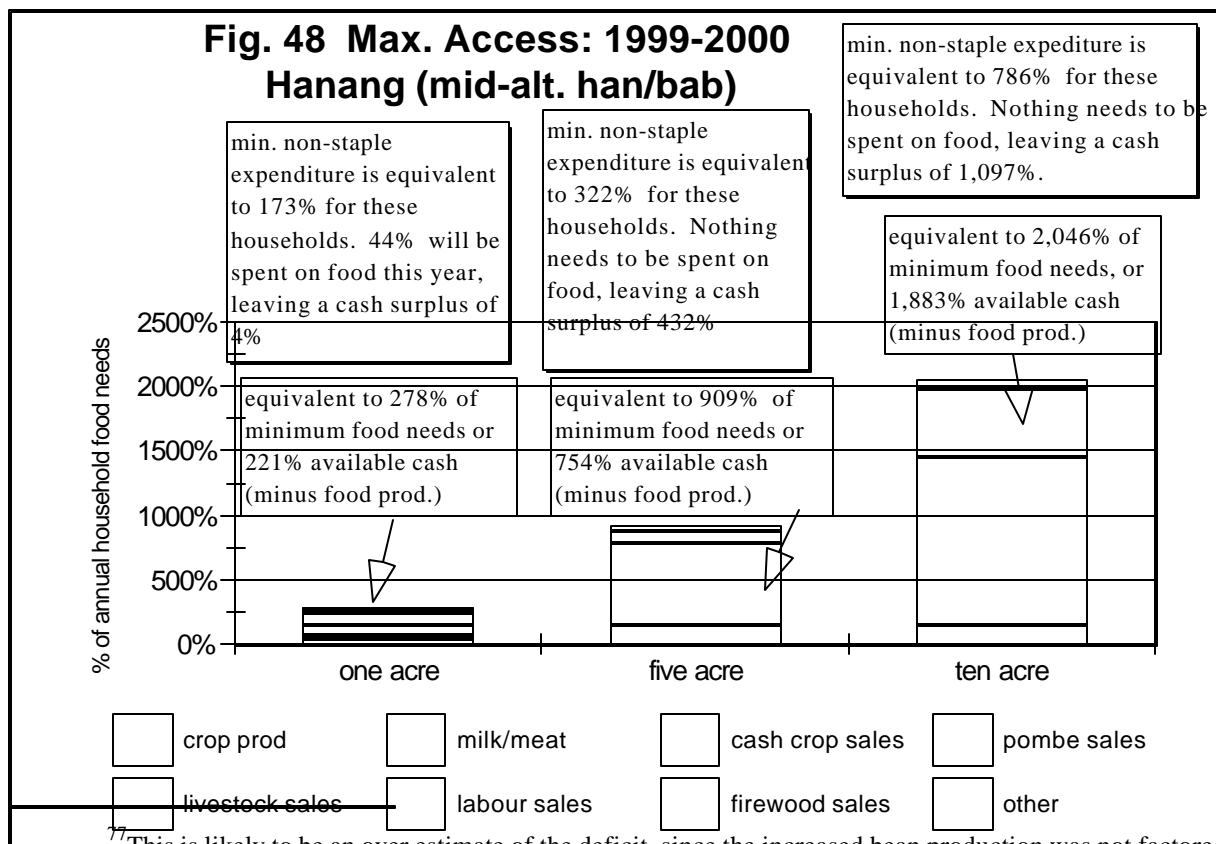 Fig. 48 Max. Access: 1999-2000
Hanang (mid-alt. han/bab)
min. non-staple
expenditure is equivalent
to 173% for these
households. 44% will be
spent on food this year,
leaving a cash surplus of
4%
min. non-staple
expenditure is equivalent
to 322% for these
households. Nothing
needs to be spent on
food, leaving a cash
surplus of 432%
min. non-staple expediture is
equivalent to 786% for these
households. Nothing needs to be
spent on food, leaving a cash
surplus of 1,097%.
equivalent to 278% of
minimum food needs or
221% available cash
(minus food prod.)
equivalent to 909% of
minimum food needs or
754% available cash
(minus food prod.)
equivalent to 2,046% of
minimum food needs, or
1,883% available cash
(minus food prod.)
% of annual household food needs
2500%
2000%
1500%
1000%
500%
0%
one acre
five acre
ten acre
crop prod
milk/meat
cash crop sales
pombe sales
livestock sales
labour sales
firewood sales
other
77This is likely to be an over estimate of the deficit, since the increased bean production was not factore